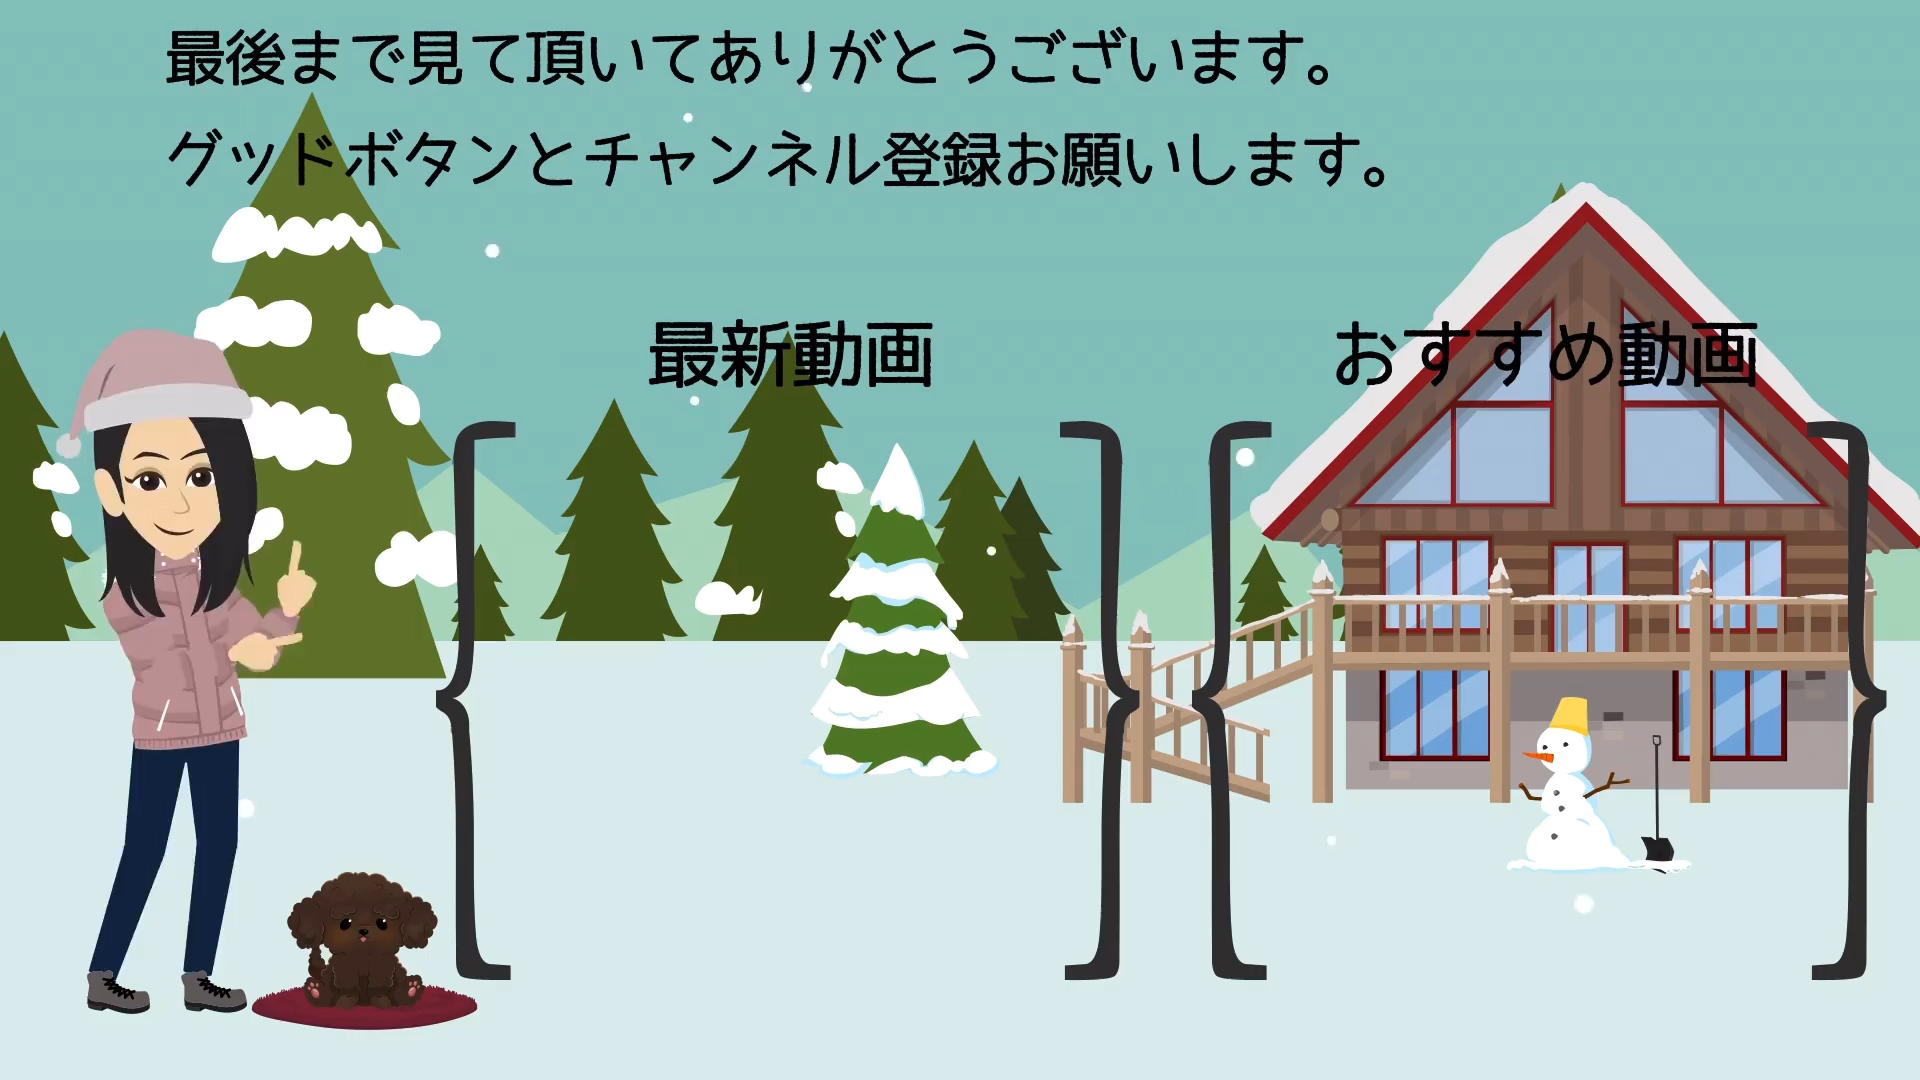 最後まで見て頂いてありがとうございます。
グッドボタンとチャンネル登録お願いします。
最新動画
おすすめ動画